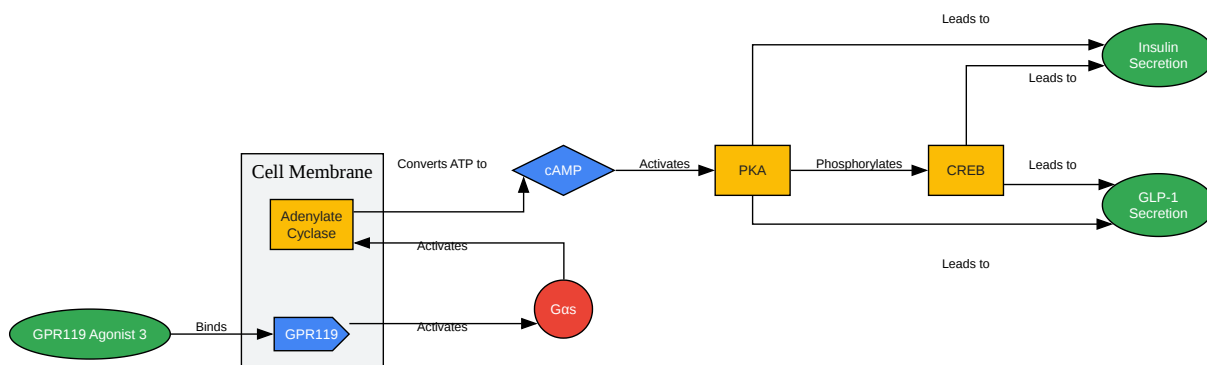 Leads to
Insulin
Secretion
Leads to
Cell Membrane
Converts ATP to
cAMP
Activates
PKA
Phosphorylates
CREB
Leads to
GLP-1
Secretion
Adenylate
Cyclase
Activates
Leads to
Gαs
GPR119 Agonist 3
Binds
GPR119
Activates